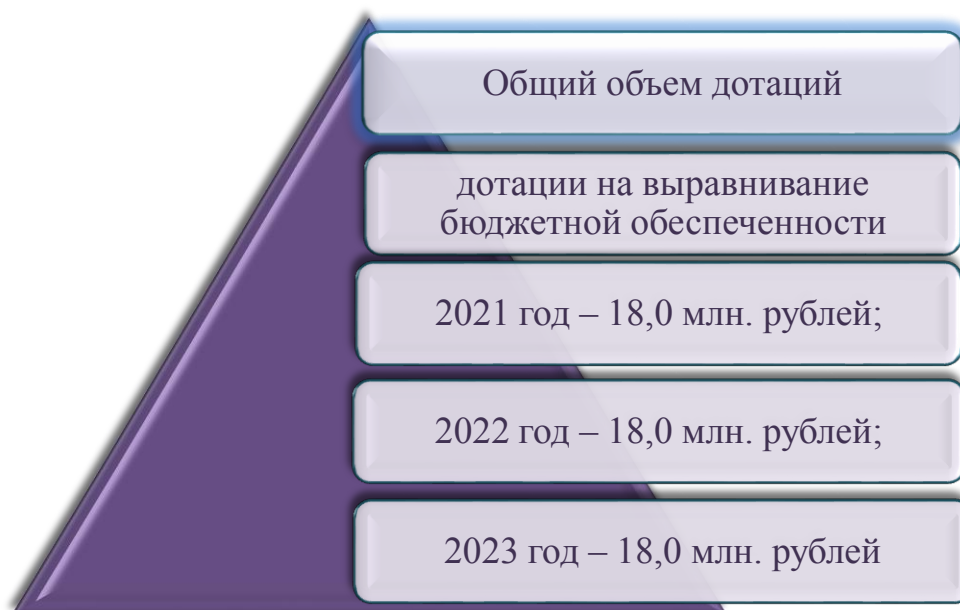 Общий объем дотаций
дотации на выравнивание
бюджетной обеспеченности
2021 год – 18,0 млн. рублей;
2022 год – 18,0 млн. рублей;
2023 год – 18,0 млн. рублей